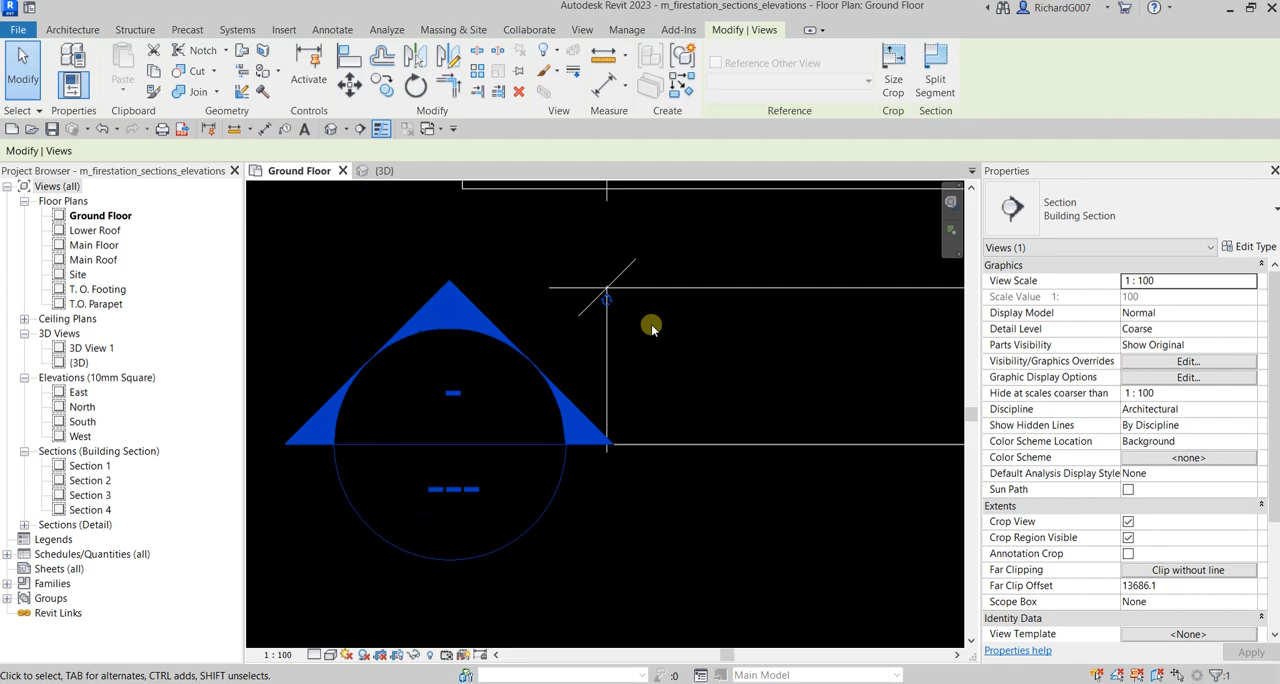 Autodesk Revit 2023 - m_firestation_sections_elevations - Floor Plan: Ground Floor
RichardG007
File
Architecture
Structure
Precast
Systems
Insert
Annotate
Analyze
Massing & Site
Collaborate
View
Manage
Add-Ins
Modify | Views
Modify
Paste
Notch
Cut
Join
Activate
Reference Other View
Size Crop
Split Segment
Select
Properties
Clipboard
Geometry
Controls
Modify
View
Measure
Create
Reference
Crop
Section
Modify | Views
Project Browser - m_firestation_sections_elevations
Views (all)
Floor Plans
Ground Floor
Lower Roof
Main Floor
Main Roof
Site
T. O. Footing
T.O. Parapet
Ceiling Plans
3D Views
3D View 1
{3D}
Elevations (10mm Square)
East
North
South
West
Sections (Building Section)
Section 1
Section 2
Section 3
Section 4
Sections (Detail)
Legends
Schedules/Quantities (all)
Sheets (all)
Families
Groups
Revit Links
Ground Floor
{3D}
Properties
Section
Building Section
Views (1)
Edit Type
Graphics
View Scale 1 : 100
Scale Value 1: 100
Display Model Normal
Detail Level Coarse
Parts Visibility Show Original
Visibility/Graphics Overrides Edit...
Graphic Display Options Edit...
Hide at scales coarser than 1 : 100
Discipline Architectural
Show Hidden Lines By Discipline
Color Scheme Location Background
Color Scheme <none>
Default Analysis Display Style None
Sun Path
Extents
Crop View
Crop Region Visible
Annotation Crop
Far Clipping Clip without line
Far Clip Offset 13686.1
Scope Box None
Identity Data
View Template <None>
Properties help
Apply
1 : 100
Click to select, TAB for alternates, CTRL adds, SHIFT unselects.
:0
Main Model
:1